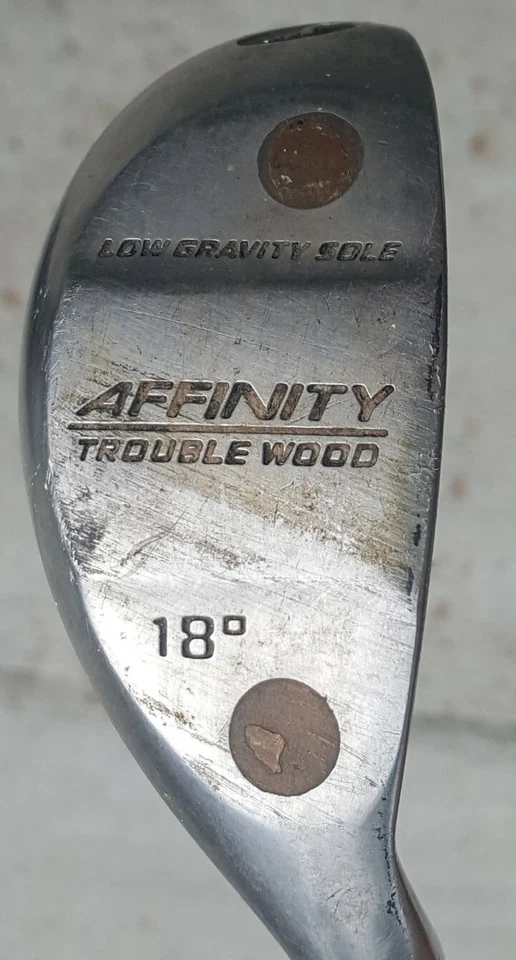 LOW GRAVITY SOLE
AFFINITY
TROUBLE WOOD
18°